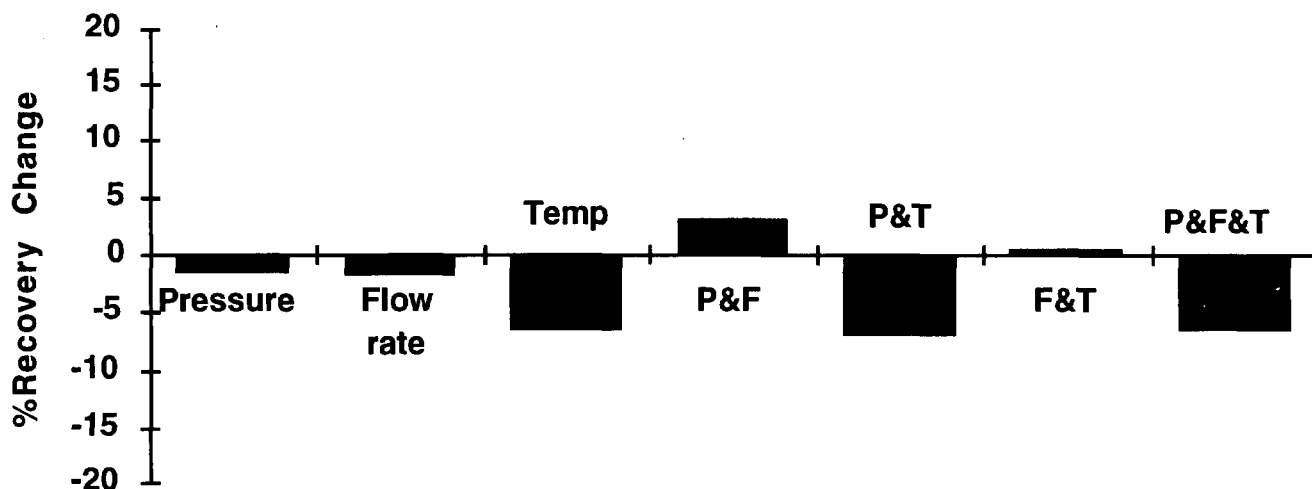 %Recovery Change
20
15
10
5
0
-5
-10
-15
-20
Pressure
Flow
rate
Temp
P&F
P&T
F&T
P&F&T